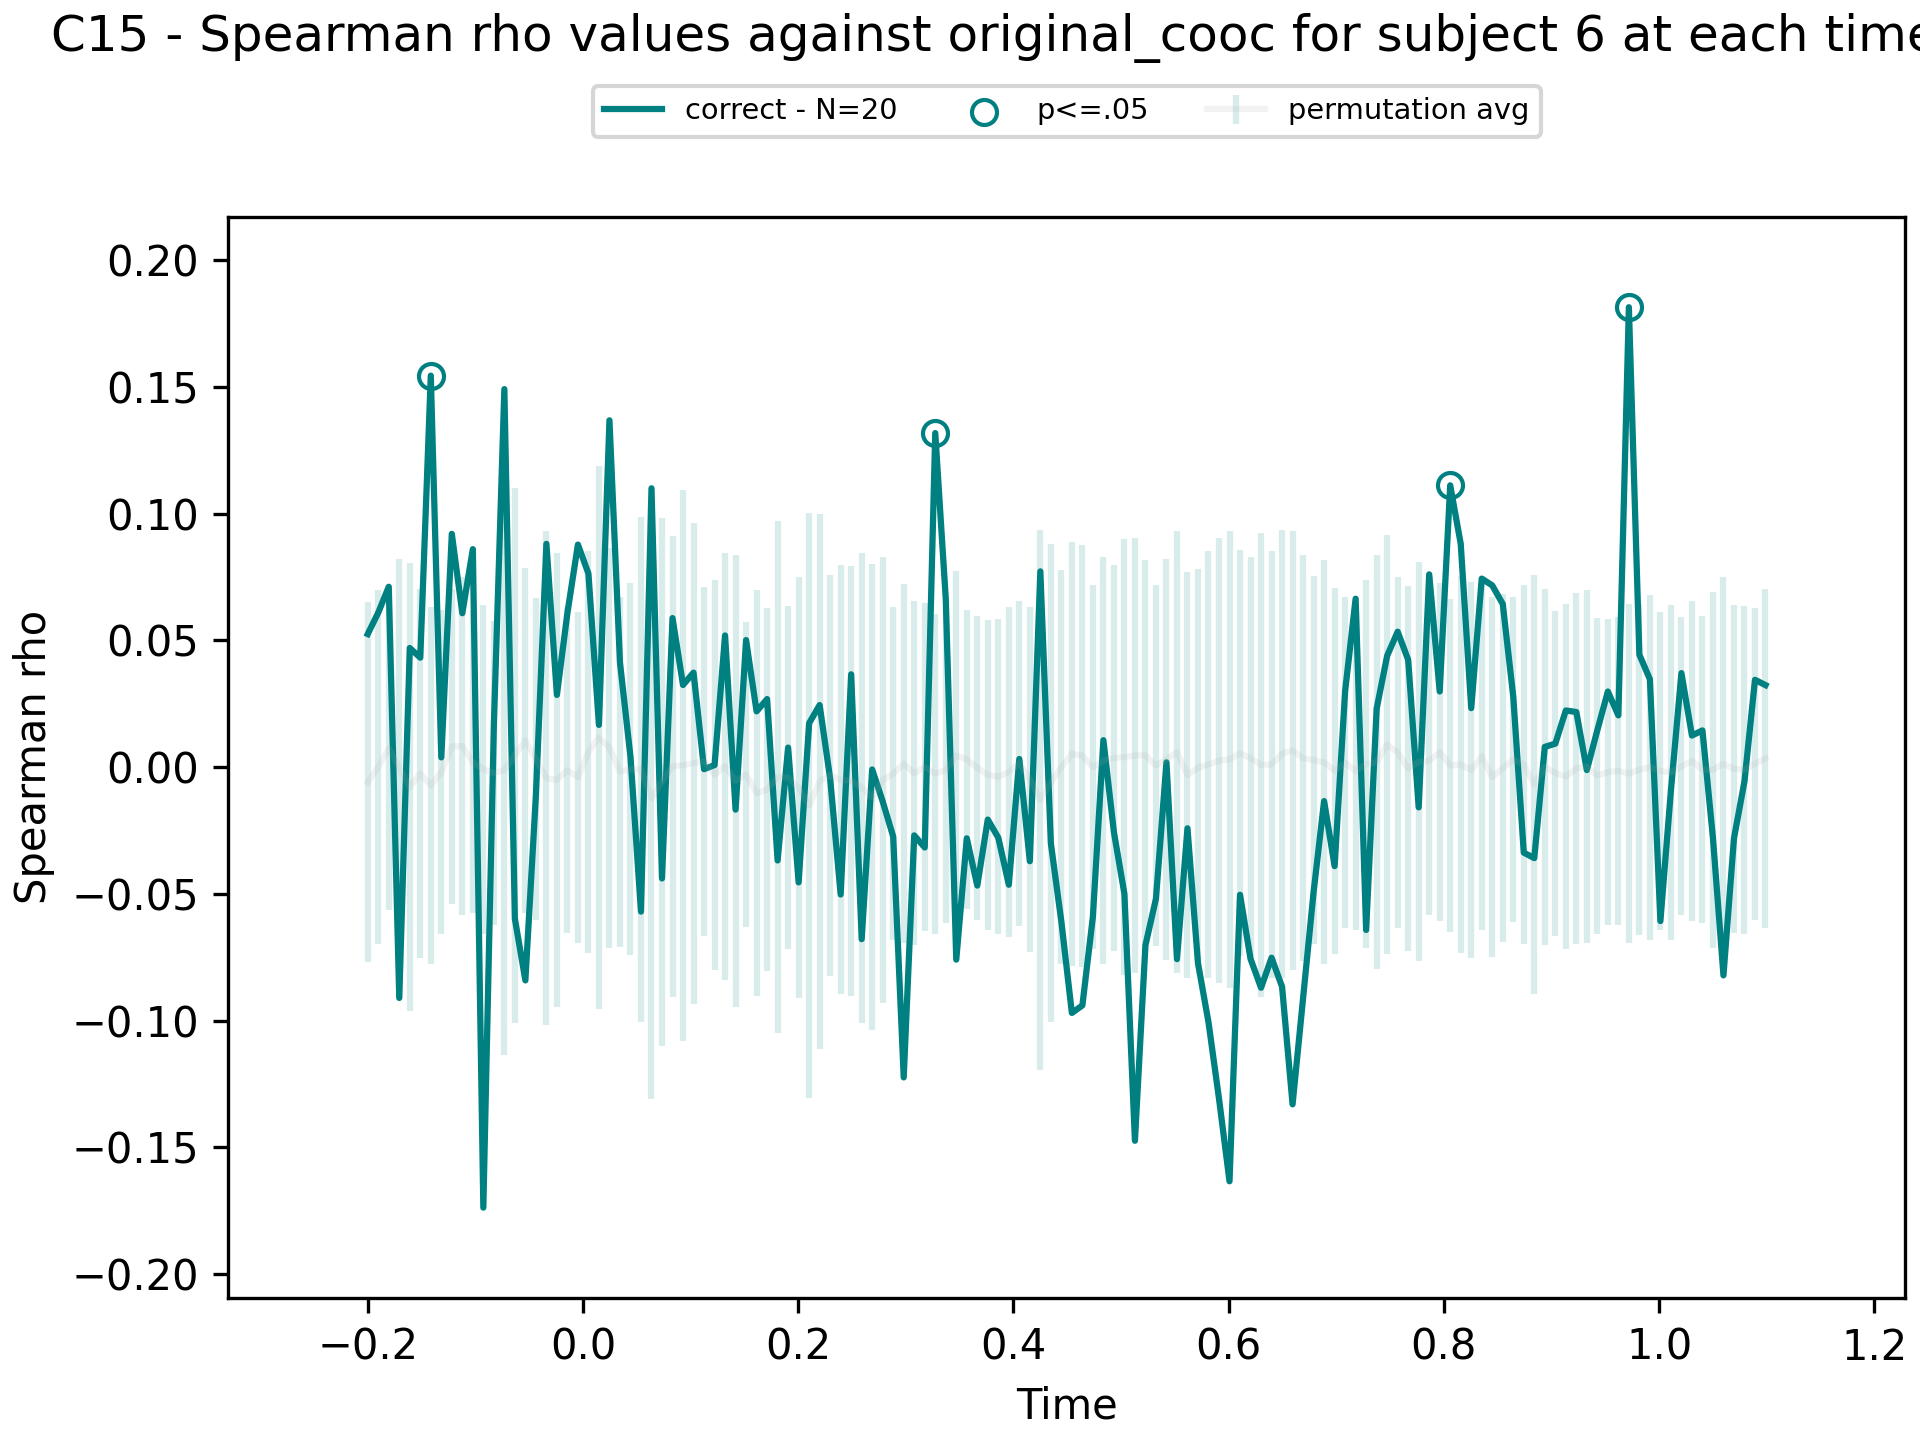 C15 - Spearman rho values against original_cooc for subject 6 at each time
correct - N=20 p<=.05 permutation avg
0.20
0.15
0.10
0.05
0.00
−0.05
−0.10
−0.15
−0.20
Spearman rho
−0.2 0.0 0.2 0.4 0.6 0.8 1.0 1.2
Time